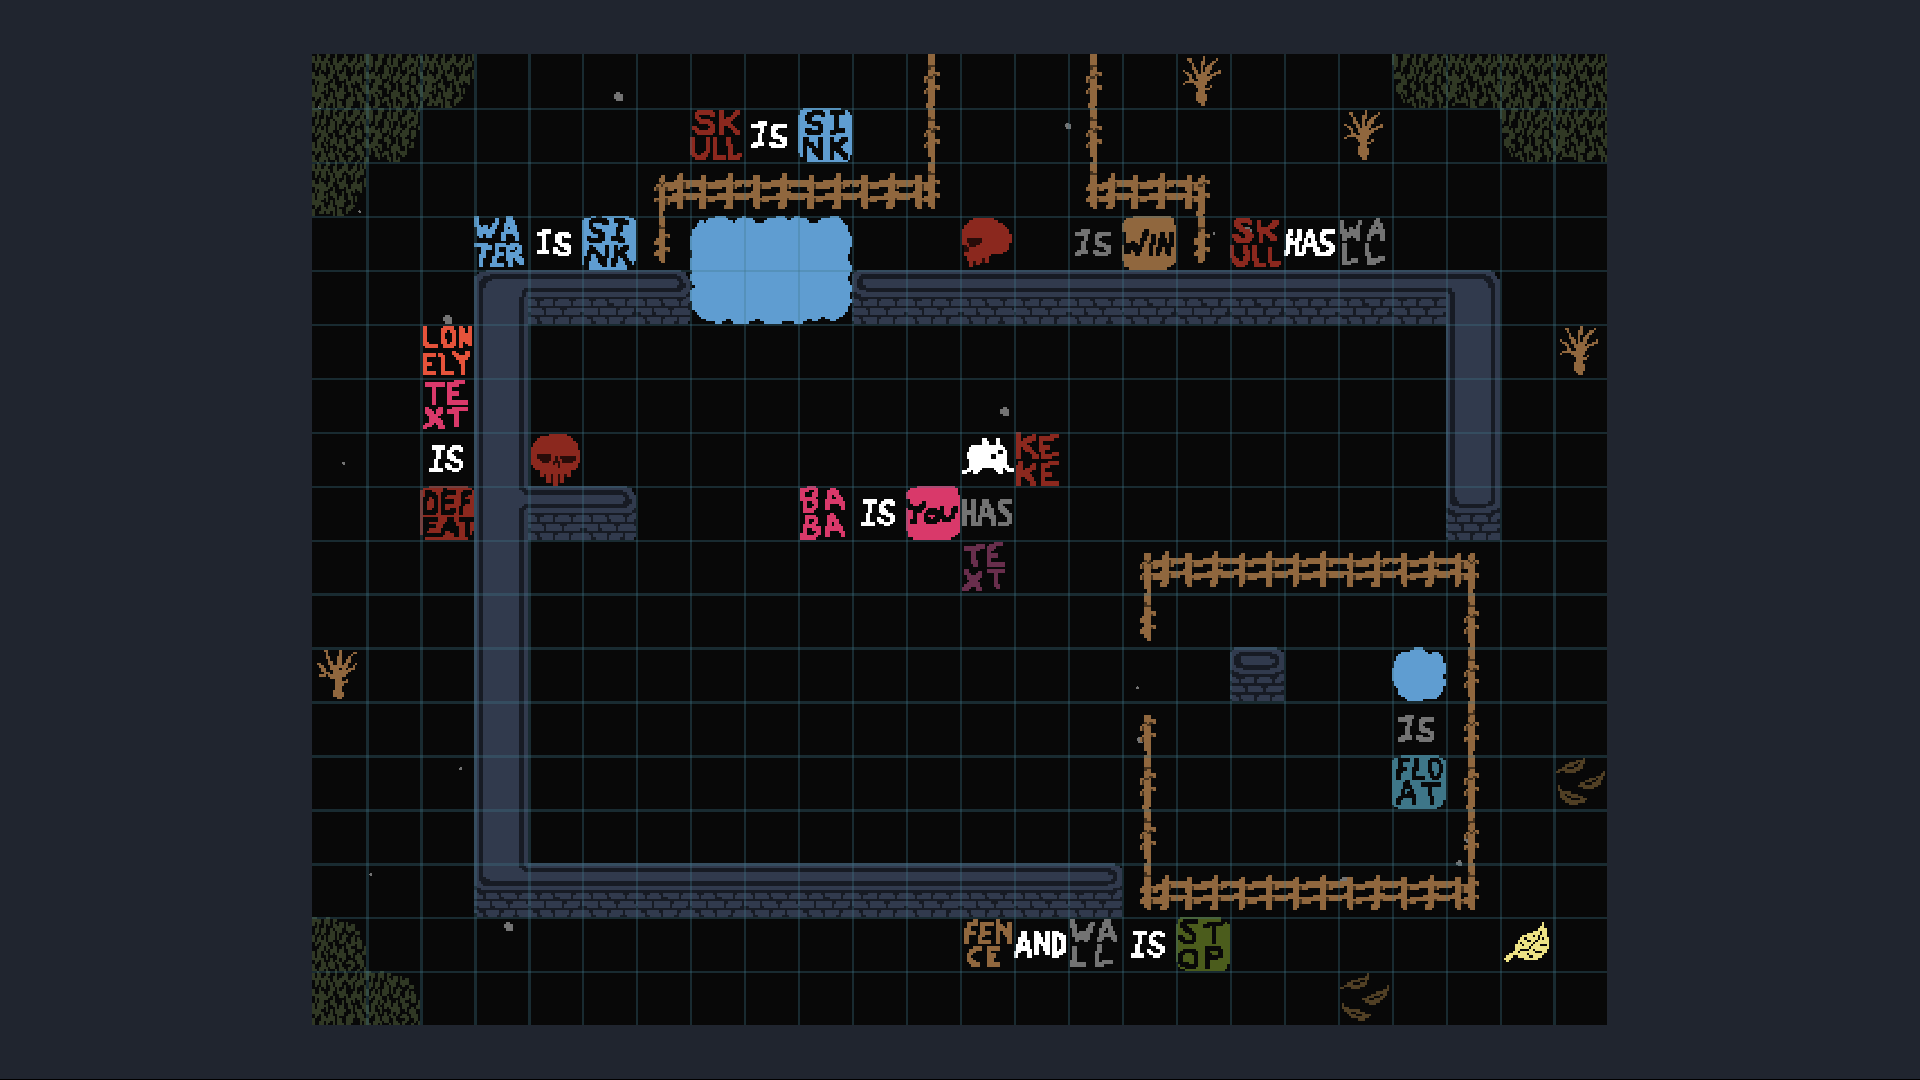 SKULL IS SINK
WATER IS SINK
IS WIN
SKULL HAS WALL
LONELY
TEXT
IS
DEFEAT
KEKE
BABA IS YOU HAS
TEXT
IS
FLOAT
FENCE AND WALL IS STOP